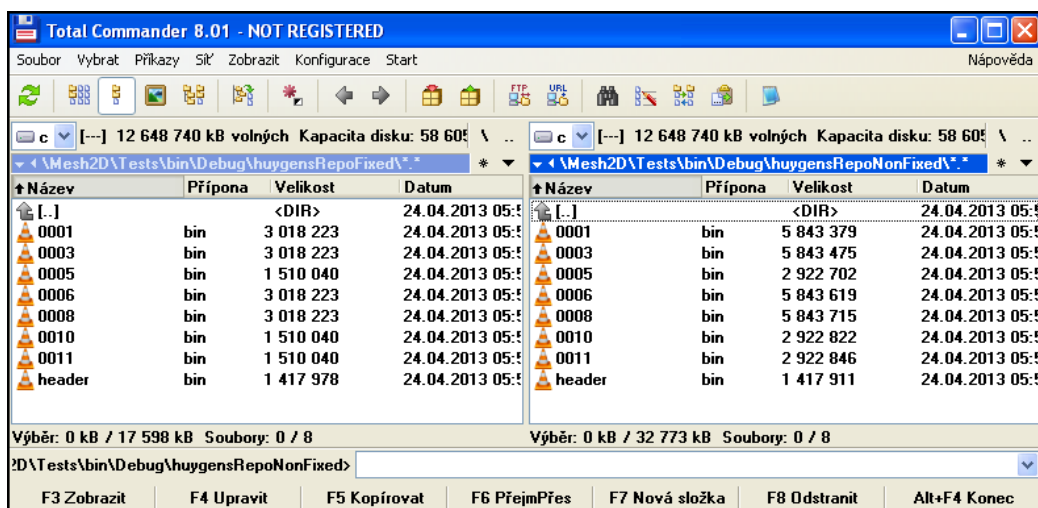 Total Commander 8.01 - NOT REGISTERED
Soubor Vybrat Příkazy Síť Zobrazit Konfigurace Start Nápověda
FTP URL
c [---] 12 648 740 kB volných Kapacita disku: 58 605 \ ..
\Mesh2D\Tests\bin\Debug\huygensRepoFixed\*.* * ▼
↑Název Přípona Velikost Datum
[..] <DIR> 24.04.2013 05:5
0001 bin 3 018 223 24.04.2013 05:5
0003 bin 3 018 223 24.04.2013 05:5
0005 bin 1 510 040 24.04.2013 05:5
0006 bin 3 018 223 24.04.2013 05:5
0008 bin 3 018 223 24.04.2013 05:5
0010 bin 1 510 040 24.04.2013 05:5
0011 bin 1 510 040 24.04.2013 05:5
header bin 1 417 978 24.04.2013 05:5
Výběr: 0 kB / 17 598 kB Soubory: 0 / 8
c [---] 12 648 740 kB volných Kapacita disku: 58 605 \ ..
\Mesh2D\Tests\bin\Debug\huygensRepoNonFixed\*.* * ▼
↑Název Přípona Velikost Datum
[..] <DIR> 24.04.2013 05:5
0001 bin 5 843 379 24.04.2013 05:5
0003 bin 5 843 475 24.04.2013 05:5
0005 bin 2 922 702 24.04.2013 05:5
0006 bin 5 843 619 24.04.2013 05:5
0008 bin 5 843 715 24.04.2013 05:5
0010 bin 2 922 822 24.04.2013 05:5
0011 bin 2 922 846 24.04.2013 05:5
header bin 1 417 911 24.04.2013 05:5
Výběr: 0 kB / 32 773 kB Soubory: 0 / 8
2D\Tests\bin\Debug\huygensRepoNonFixed>
F3 Zobrazit F4 Upravit F5 Kopírovat F6 PřejmPřes F7 Nová složka F8 Odstranit Alt+F4 Konec